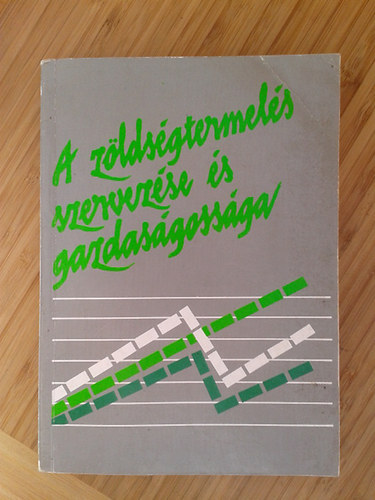 A zöldségtermelés
szervezése és
gazdaságossága